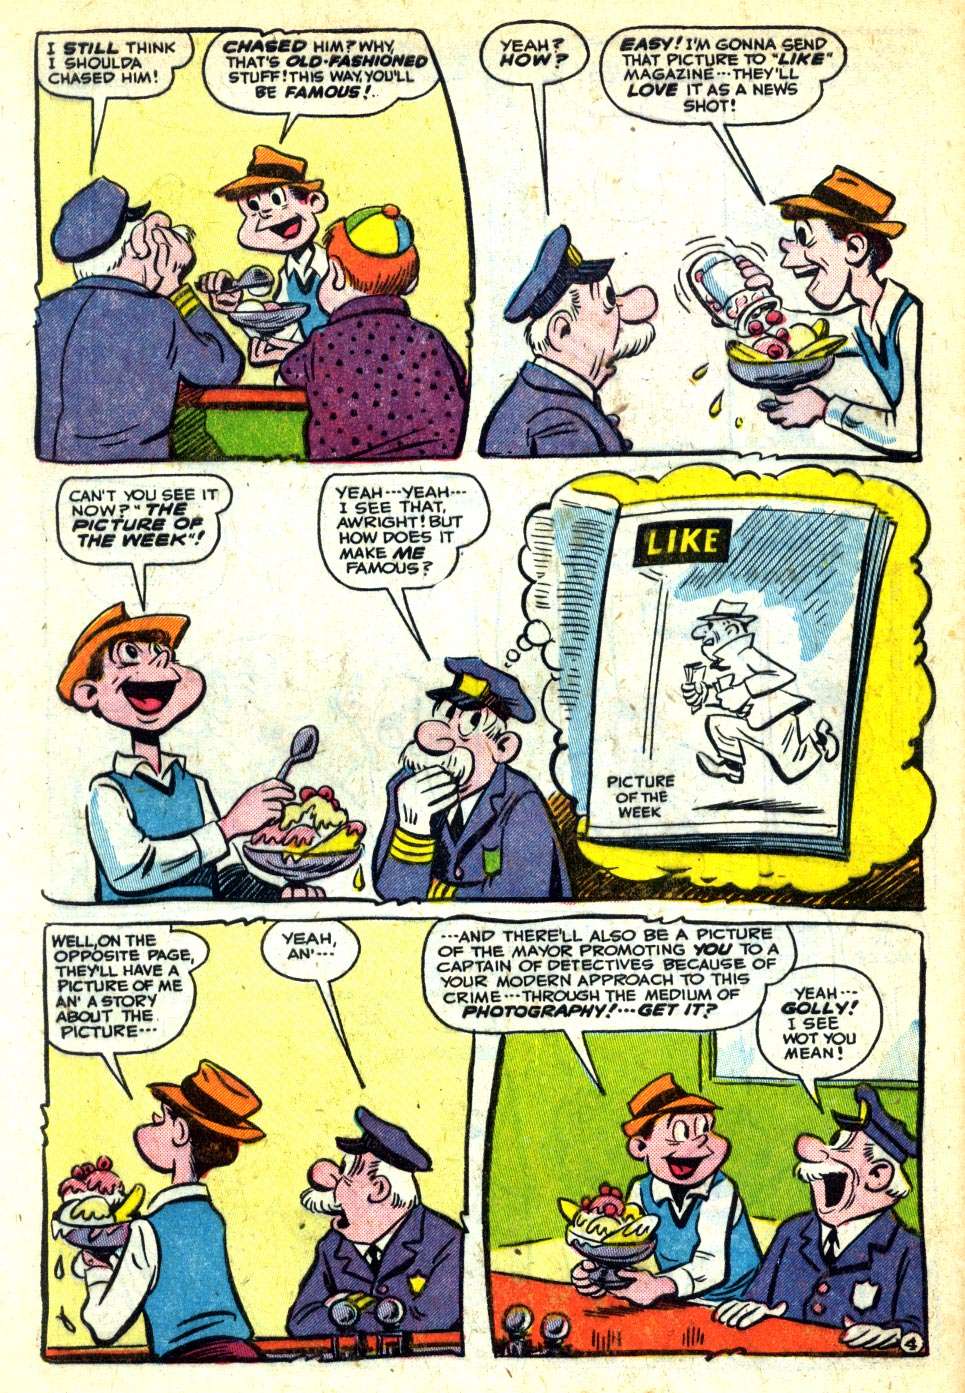 I STILL THINK
I SHOULDA
CHASED HIM!
CHASED HIM? WHY,
THAT'S OLD-FASHIONED
STUFF! THIS WAY, YOU'LL
BE FAMOUS!
YEAH?
HOW?
EASY! I'M GONNA SEND
THAT PICTURE TO "LIKE"
MAGAZINE---THEY'LL
LOVE IT AS A NEWS
SHOT!
CAN'T YOU SEE IT
NOW? "THE
PICTURE OF
THE WEEK"!
YEAH---YEAH---
I SEE THAT,
AWRIGHT! BUT
HOW DOES IT
MAKE ME
FAMOUS?
LIKE
PICTURE
OF THE
WEEK
WELL, ON THE
OPPOSITE PAGE,
THEY'LL HAVE A
PICTURE OF ME
AN' A STORY
ABOUT THE
PICTURE---
YEAH,
AN'---
---AND THERE'LL ALSO BE A PICTURE
OF THE MAYOR PROMOTING YOU TO A
CAPTAIN OF DETECTIVES BECAUSE OF
YOUR MODERN APPROACH TO THIS
CRIME---THROUGH THE MEDIUM OF
PHOTOGRAPHY!---GET IT?
YEAH---
GOLLY!
I SEE
WOT YOU
MEAN!
4